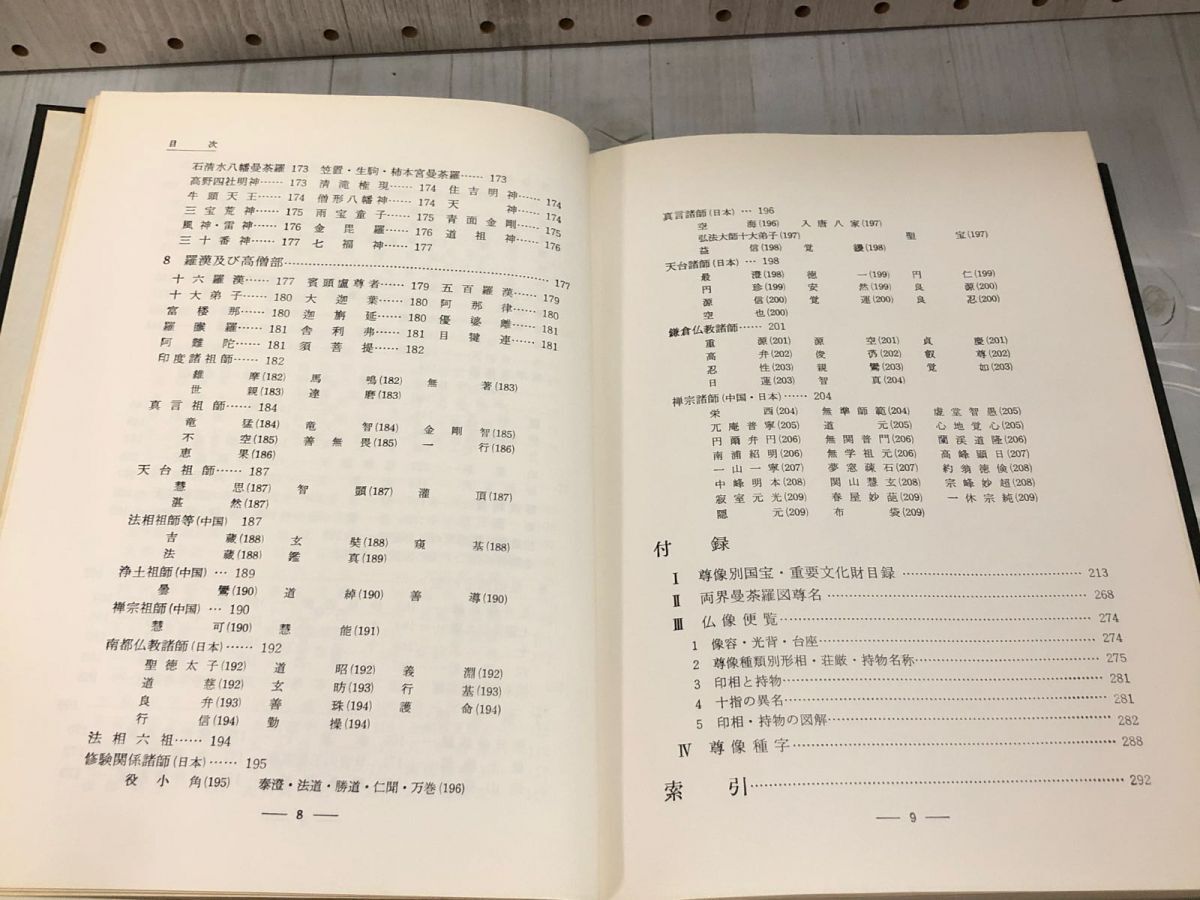 目次
石清水八幡曼荼羅 173 笠置・生駒・柿本宮曼荼羅…… 173
高野四社明神…… 173 清滝権現…… 174 住吉明神…… 174
牛頭天王…… 174 僧形八幡神…… 174 天神…… 174
三宝荒神…… 175 雨宝童子…… 175 青面金剛…… 175
風神・雷神…… 176 金毘羅…… 176 道祖神…… 176
三十番神…… 177 七福神…… 177
8 羅漢及び高僧部…… 177
十六羅漢…… 177 賓頭盧尊者…… 179 五百羅漢…… 179
十大弟子…… 180 大迦葉…… 180 阿那律…… 180
富楼那…… 180 迦旃延…… 180 優婆離…… 181
羅睺羅…… 181 舎利弗…… 181 目犍連…… 181
阿難陀…… 181 須菩提…… 182
印度諸祖師…… 182
維摩(182) 馬鳴(182) 無著(183)
世親(183) 達磨(183)
真言祖師…… 184
竜猛(184) 竜智(184) 金剛智(185)
不空(185) 善無畏(185) 一行(186)
恵果(186)
天台祖師…… 187
慧思(187) 智顗(187) 灌頂(187)
湛然(187)
法相祖師等(中国) 187
吉蔵(188) 玄奘(188) 窺基(188)
法蔵(188) 鑑真(189)
浄土祖師(中国)… 189
曇鸞(190) 道綽(190) 善導(190)
禅宗祖師(中国)… 190
慧可(190) 慧能(191)
南都仏教諸師(日本)…… 192
聖徳太子(192) 道昭(192) 義淵(192)
道慈(192) 玄昉(193) 行基(193)
良弁(193) 善珠(194) 護命(194)
行信(194) 勤操(194)
法相六祖…… 194
修験関係諸師(日本)…… 195
役小角(195) 泰澄・法道・勝道・仁聞・万巻(196)
— 8 —
真言諸師(日本)… 196
空海(196) 入唐八家(197)
弘法大師十大弟子(197) 聖宝(197)
益信(198) 覚鑁(198)
天台諸師(日本)… 198
最澄(198) 徳一(199) 円仁(199)
円珍(199) 安然(199) 良源(200)
源信(200) 覚運(200) 良忍(200)
空也(200)
鎌倉仏教諸師…… 201
重源(201) 源空(201) 貞慶(201)
高弁(202) 俊芿(202) 叡尊(202)
忍性(203) 親鸞(203) 覚如(203)
日蓮(203) 智真(204)
禅宗諸師(中国・日本)…… 204
栄西(204) 無準師範(204) 虚堂智愚(205)
兀庵普寧(205) 道元(205) 心地覚心(205)
円爾弁円(206) 無関普門(206) 蘭渓道隆(206)
南浦紹明(206) 無学祖元(206) 高峰顕日(207)
一山一寧(207) 夢窓疎石(207) 約翁徳倹(208)
中峰明本(208) 関山慧玄(208) 宗峰妙超(208)
寂室元光(209) 春屋妙葩(209) 一休宗純(209)
隠元(209) 布袋(209)
付録
Ⅰ 尊像別国宝・重要文化財目録…… 213
Ⅱ 両界曼荼羅図尊名…… 268
Ⅲ 仏像便覧…… 274
1 像容・光背・台座…… 274
2 尊像種類別形相・荘厳・持物名称…… 275
3 印相と持物…… 281
4 十指の異名…… 281
5 印相・持物の図解…… 282
Ⅳ 尊像種字…… 288
索引…… 292
— 9 —